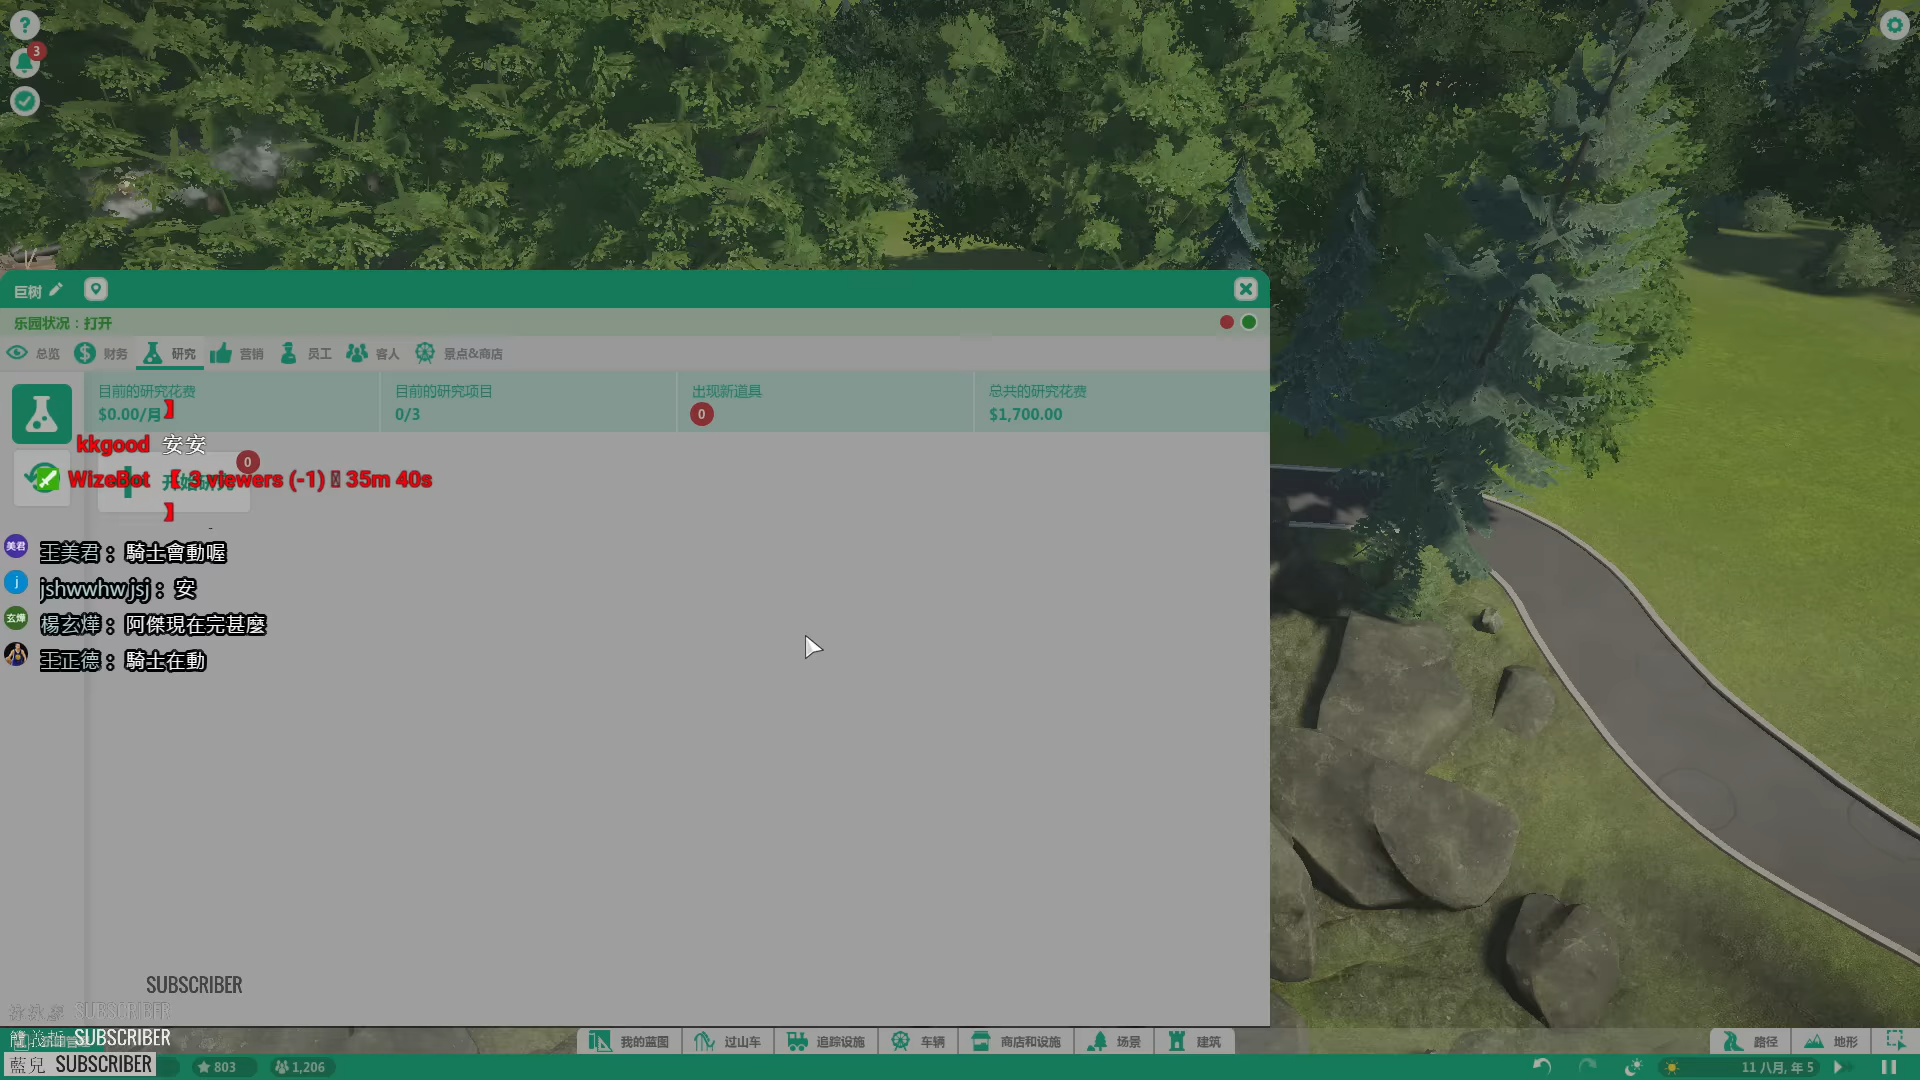 3
巨树
乐园状况：打开
总览 财务 研究 营销 员工 客人 景点&商店
目前的研究花费 目前的研究项目 出现新道具 总共的研究花费
$0.00/月 0/3 0 $1,700.00
】
kkgood 安安
0
WizeBot 【 3 viewers (-1) 35m 40s
】
开始研究
王美君： 騎士會動喔
jshwwhwjsj： 安
楊玄燁： 阿傑現在完甚麼
王正德： 騎士在動
SUBSCRIBER
SUBSCRIBER
SUBSCRIBER
藍兒 SUBSCRIBER
我的蓝图 过山车 追踪设施 车辆 商店和设施 场景 建筑 路径 地形
803 1,206 11 八月, 年 5